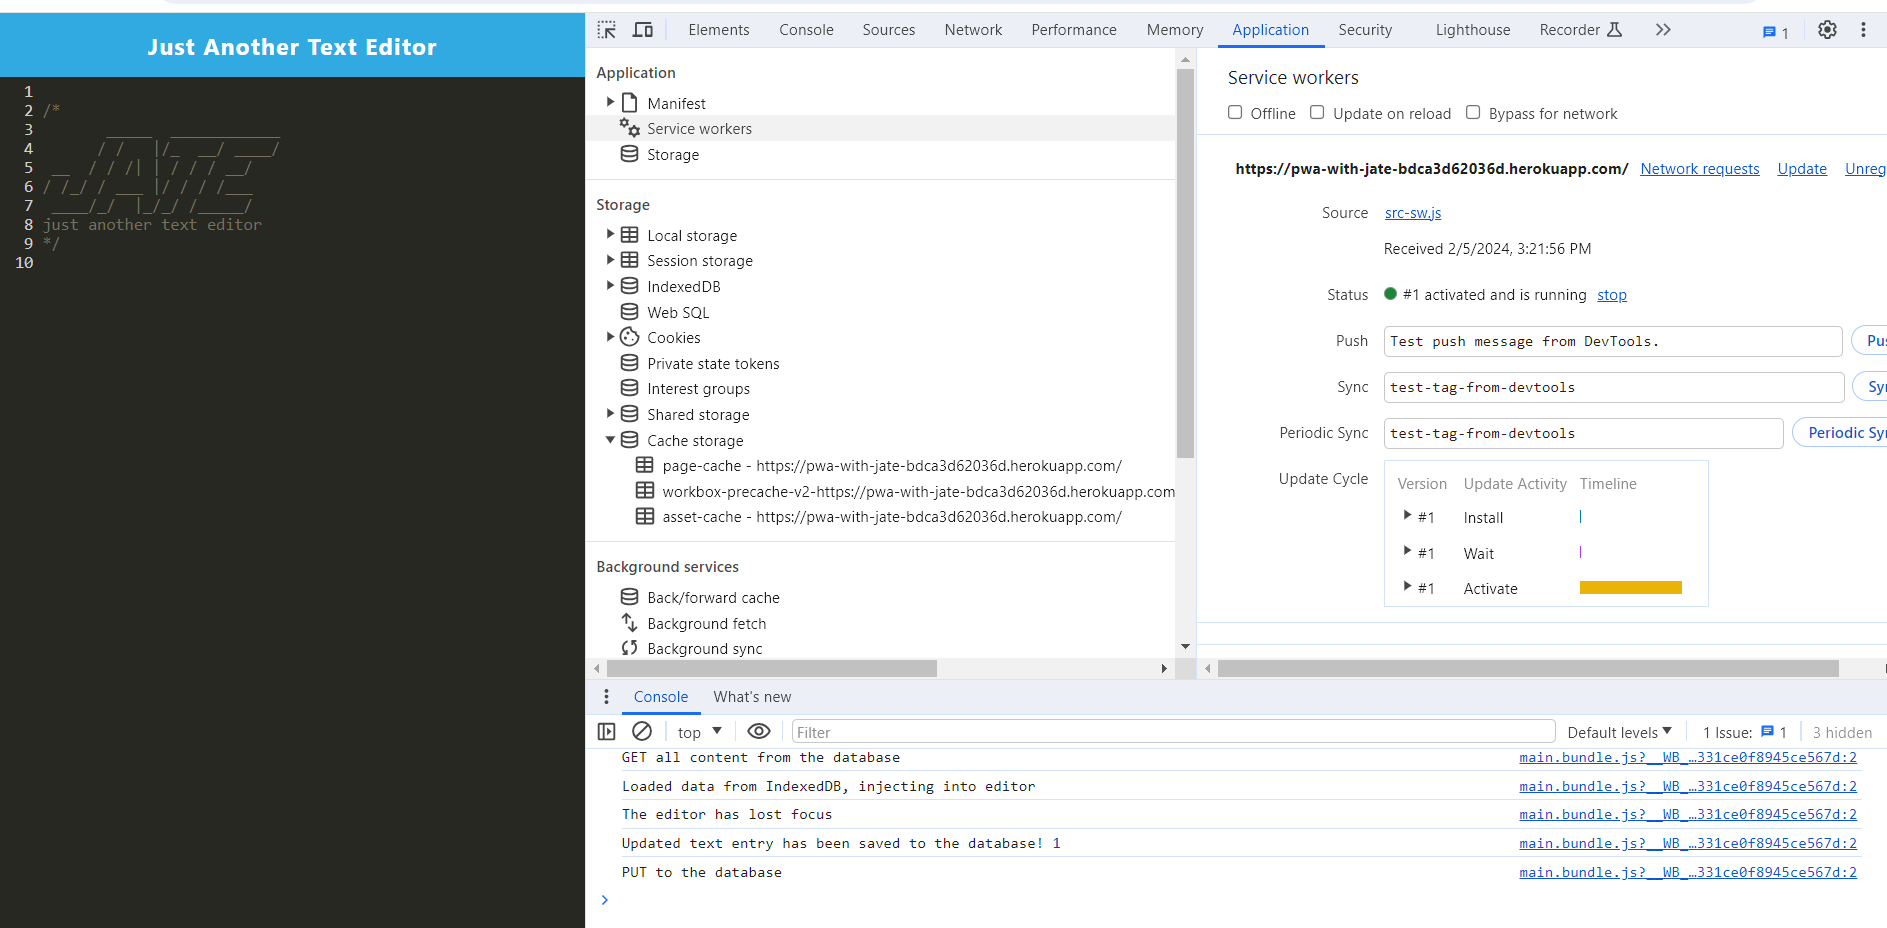 Just Another Text Editor
1
2 /*
3        _____  ____________
4       / /   |/_  __/ ____/
5  __  / / /| | / / / __/
6 / /_/ / ___ |/ / / /___
7  ____/_/  |_/_/ /_____/
8 just another text editor
9 */
10
Elements Console Sources Network Performance Memory Application Security Lighthouse Recorder 1
Application
Manifest
Service workers
Storage
Storage
Local storage
Session storage
IndexedDB
Web SQL
Cookies
Private state tokens
Interest groups
Shared storage
Cache storage
page-cache - https://pwa-with-jate-bdca3d62036d.herokuapp.com/
workbox-precache-v2-https://pwa-with-jate-bdca3d62036d.herokuapp.com
asset-cache - https://pwa-with-jate-bdca3d62036d.herokuapp.com/
Background services
Back/forward cache
Background fetch
Background sync
Service workers
Offline Update on reload Bypass for network
https://pwa-with-jate-bdca3d62036d.herokuapp.com/ Network requests Update Unreg
Source src-sw.js
Received 2/5/2024, 3:21:56 PM
Status #1 activated and is running stop
Push Test push message from DevTools. Pus
Sync test-tag-from-devtools Syn
Periodic Sync test-tag-from-devtools Periodic Syn
Update Cycle Version Update Activity Timeline
#1 Install
#1 Wait
#1 Activate
Console What's new
top Filter Default levels 1 Issue: 1 3 hidden
GET all content from the database main.bundle.js?__WB_…331ce0f8945ce567d:2
Loaded data from IndexedDB, injecting into editor main.bundle.js?__WB_…331ce0f8945ce567d:2
The editor has lost focus main.bundle.js?__WB_…331ce0f8945ce567d:2
Updated text entry has been saved to the database! 1 main.bundle.js?__WB_…331ce0f8945ce567d:2
PUT to the database main.bundle.js?__WB_…331ce0f8945ce567d:2